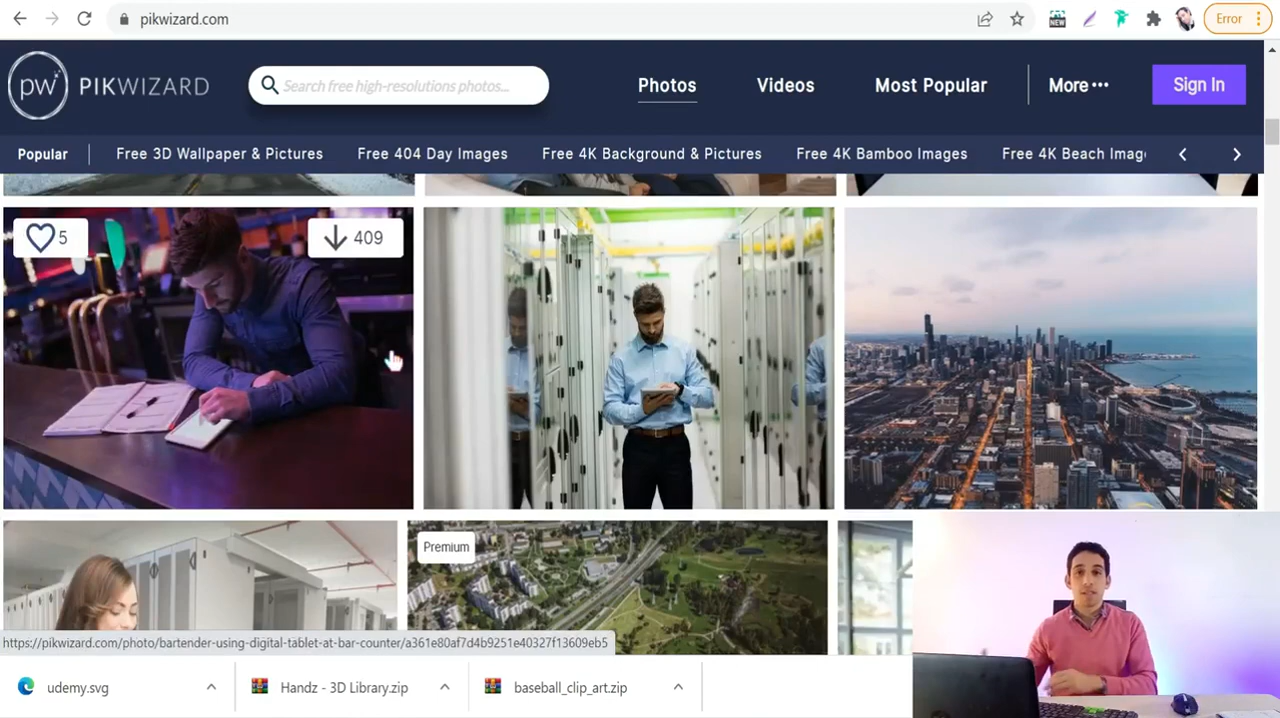 pikwizard.com
NEW
Error
pw
PIKWIZARD
Search free high-resolutions photos...
Photos
Videos
Most Popular
More
Sign In
Popular
Free 3D Wallpaper & Pictures
Free 404 Day Images
Free 4K Background & Pictures
Free 4K Bamboo Images
Free 4K Beach Imag
5
409
Premium
https://pikwizard.com/photo/bartender-using-digital-tablet-at-bar-counter/a361e80af7d4b9251e40327f13609eb5
udemy.svg
Handz - 3D Library.zip
baseball_clip_art.zip